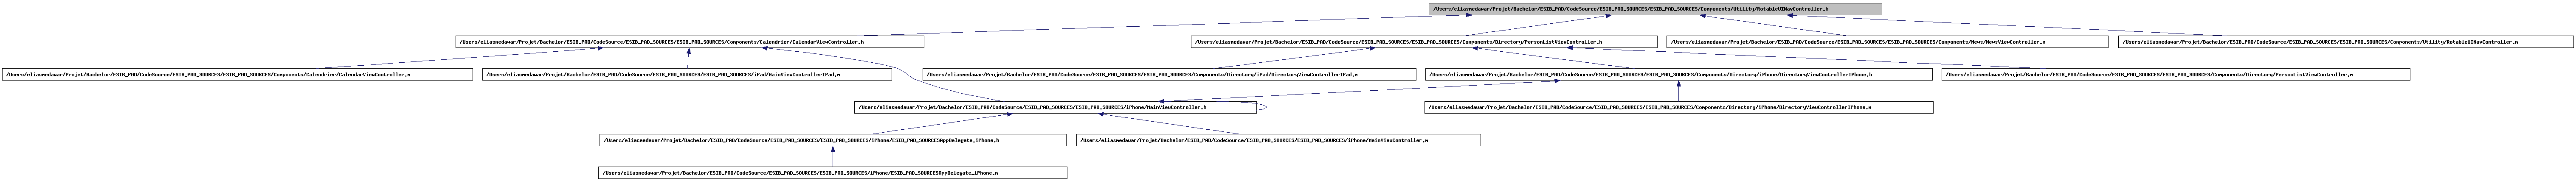 /Users/eliasmedawar/Projet/Bachelor/ESIB_PAD/CodeSource/ESIB_PAD_SOURCES/ESIB_PAD_SOURCES/Components/Utility/RotableUINavController.h
/Users/eliasmedawar/Projet/Bachelor/ESIB_PAD/CodeSource/ESIB_PAD_SOURCES/ESIB_PAD_SOURCES/Components/Calendrier/CalendarViewController.h
/Users/eliasmedawar/Projet/Bachelor/ESIB_PAD/CodeSource/ESIB_PAD_SOURCES/ESIB_PAD_SOURCES/Components/Directory/PersonListViewController.h
/Users/eliasmedawar/Projet/Bachelor/ESIB_PAD/CodeSource/ESIB_PAD_SOURCES/ESIB_PAD_SOURCES/Components/News/NewsViewController.m
/Users/eliasmedawar/Projet/Bachelor/ESIB_PAD/CodeSource/ESIB_PAD_SOURCES/ESIB_PAD_SOURCES/Components/Utility/RotableUINavController.m
/Users/eliasmedawar/Projet/Bachelor/ESIB_PAD/CodeSource/ESIB_PAD_SOURCES/ESIB_PAD_SOURCES/Components/Calendrier/CalendarViewController.m
/Users/eliasmedawar/Projet/Bachelor/ESIB_PAD/CodeSource/ESIB_PAD_SOURCES/ESIB_PAD_SOURCES/iPad/MainViewControllerIPad.m
/Users/eliasmedawar/Projet/Bachelor/ESIB_PAD/CodeSource/ESIB_PAD_SOURCES/ESIB_PAD_SOURCES/Components/Directory/iPad/DirectoryViewControllerIPad.m
/Users/eliasmedawar/Projet/Bachelor/ESIB_PAD/CodeSource/ESIB_PAD_SOURCES/ESIB_PAD_SOURCES/Components/Directory/iPhone/DirectoryViewControllerIPhone.h
/Users/eliasmedawar/Projet/Bachelor/ESIB_PAD/CodeSource/ESIB_PAD_SOURCES/ESIB_PAD_SOURCES/Components/Directory/PersonListViewController.m
/Users/eliasmedawar/Projet/Bachelor/ESIB_PAD/CodeSource/ESIB_PAD_SOURCES/ESIB_PAD_SOURCES/iPhone/MainViewController.h
/Users/eliasmedawar/Projet/Bachelor/ESIB_PAD/CodeSource/ESIB_PAD_SOURCES/ESIB_PAD_SOURCES/Components/Directory/iPhone/DirectoryViewControllerIPhone.m
/Users/eliasmedawar/Projet/Bachelor/ESIB_PAD/CodeSource/ESIB_PAD_SOURCES/ESIB_PAD_SOURCES/iPhone/ESIB_PAD_SOURCESAppDelegate_iPhone.h
/Users/eliasmedawar/Projet/Bachelor/ESIB_PAD/CodeSource/ESIB_PAD_SOURCES/ESIB_PAD_SOURCES/iPhone/MainViewController.m
/Users/eliasmedawar/Projet/Bachelor/ESIB_PAD/CodeSource/ESIB_PAD_SOURCES/ESIB_PAD_SOURCES/iPhone/ESIB_PAD_SOURCESAppDelegate_iPhone.m